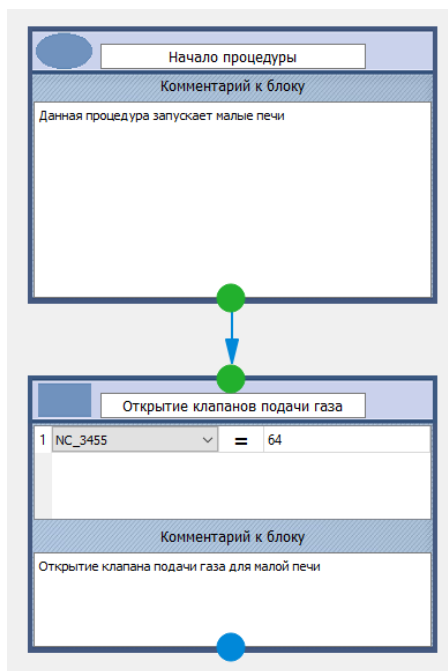 Начало процедуры
Комментарий к блоку
Данная процедура запускает малые печи
Открытие клапанов подачи газа
1 NC_3455 = 64
Комментарий к блоку
Открытие клапана подачи газа для малой печи